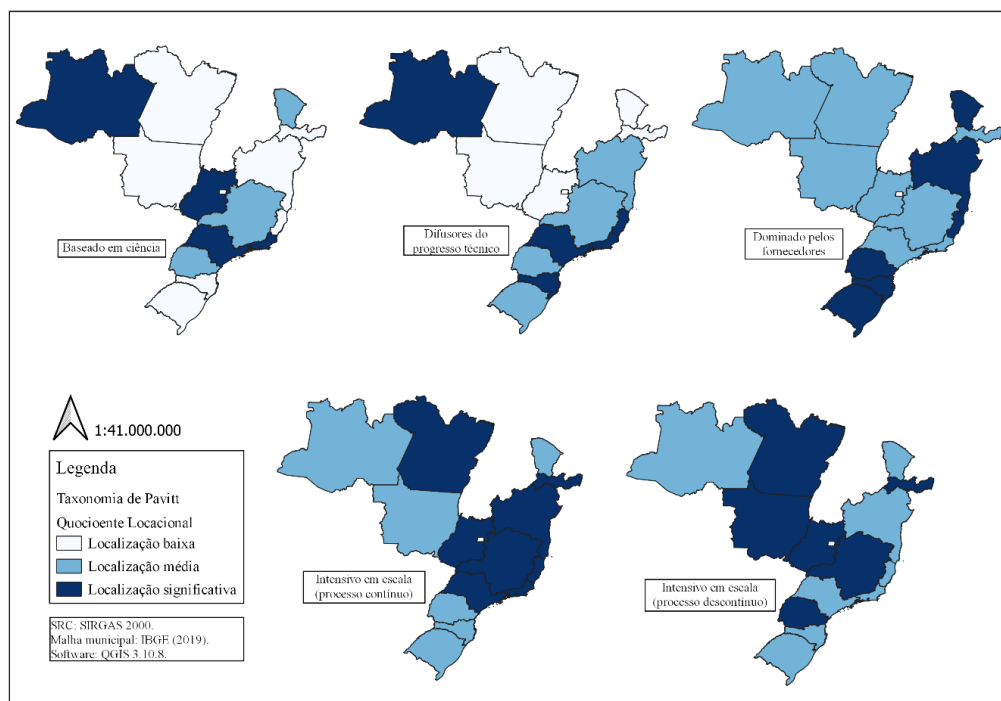 Baseado em ciência
Difusores do
progresso técnico
Dominado pelos
fornecedores
1:41.000.000
Legenda
Taxonomia de Pavitt
Quocioente Locacional
Localização baixa
Localização média
Localização significativa
SRC: SIRGAS 2000.
Malha municipal: IBGE (2019).
Software: QGIS 3.10.8.
Intensivo em escala
(processo contínuo)
Intensivo em escala
(processo descontínuo)